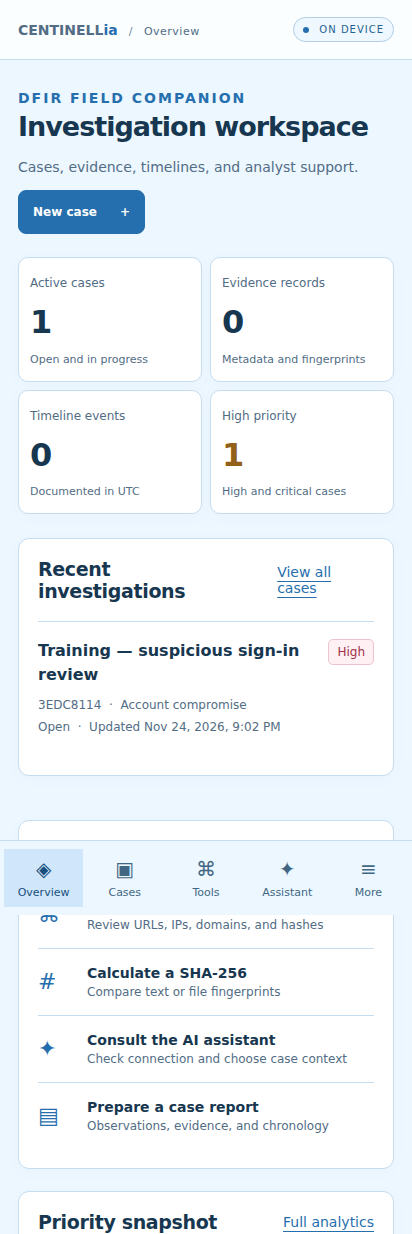 CENTINELLia / Overview
ON DEVICE
DFIR FIELD COMPANION
Investigation workspace
Cases, evidence, timelines, and analyst support.
New case +
Active cases
1
Open and in progress
Evidence records
0
Metadata and fingerprints
Timeline events
0
Documented in UTC
High priority
1
High and critical cases
Recent
investigations
View all
cases
Training — suspicious sign-in
review
High
3EDC8114 · Account compromise
Open · Updated Nov 24, 2026, 9:02 PM
Overview
Cases
Tools
Assistant
More
Review URLs, IPs, domains, and hashes
# Calculate a SHA-256
Compare text or file fingerprints
Consult the AI assistant
Check connection and choose case context
Prepare a case report
Observations, evidence, and chronology
Priority snapshot
Full analytics